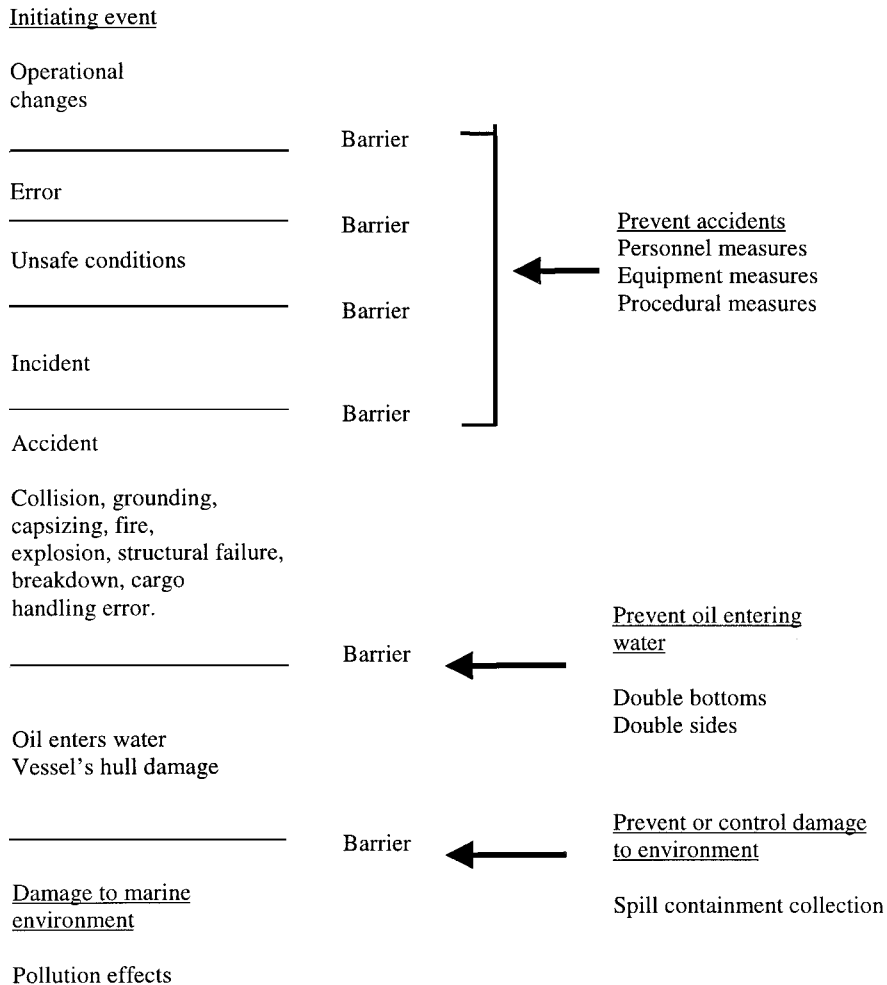 Initiating event
Operational
changes
Barrier
Error
Barrier
Unsafe conditions
Barrier
Incident
Barrier
Accident
Prevent accidents
Personnel measures
Equipment measures
Procedural measures
Collision, grounding,
capsizing, fire,
explosion, structural failure,
breakdown, cargo
handling error.
Barrier
Prevent oil entering
water
Double bottoms
Double sides
Oil enters water
Vessel's hull damage
Barrier
Prevent or control damage
to environment
Spill containment collection
Damage to marine
environment
Pollution effects